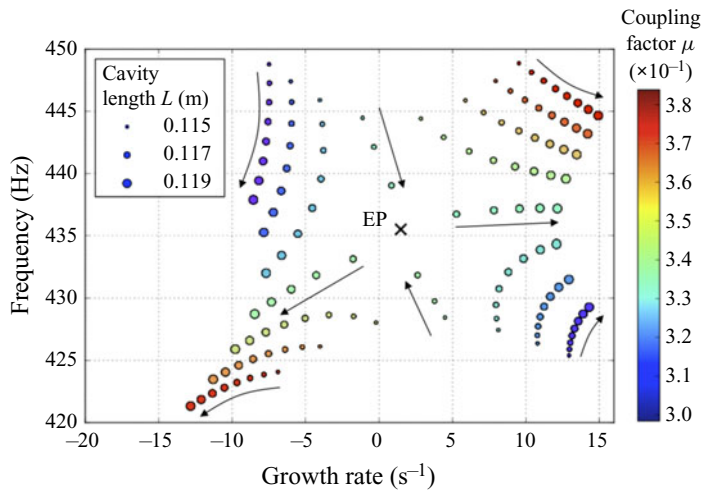 Coupling
factor μ
(×10⁻¹)
450
445
440
435
430
425
420
Frequency (Hz)
Cavity
length L (m)
0.115
0.117
0.119
EP
3.8
3.7
3.6
3.5
3.4
3.3
3.2
3.1
3.0
−20 −15 −10 −5 0 5 10 15
Growth rate (s⁻¹)